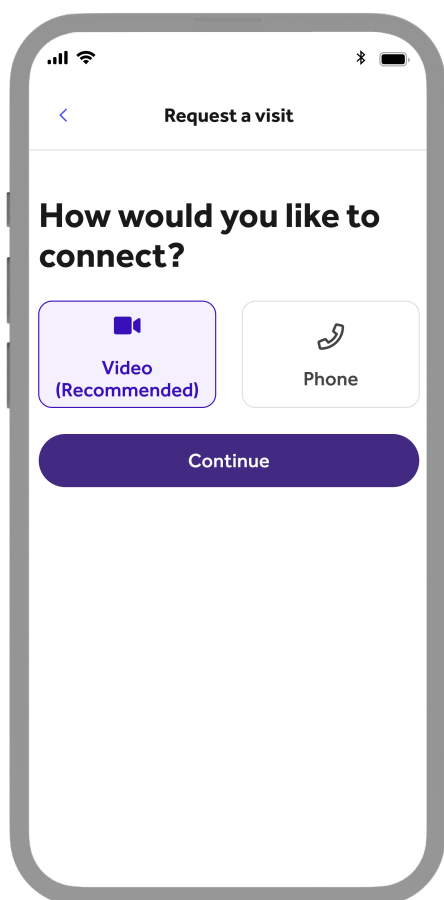 Request a visit
How would you like to
connect?
Video
(Recommended)
Phone
Continue